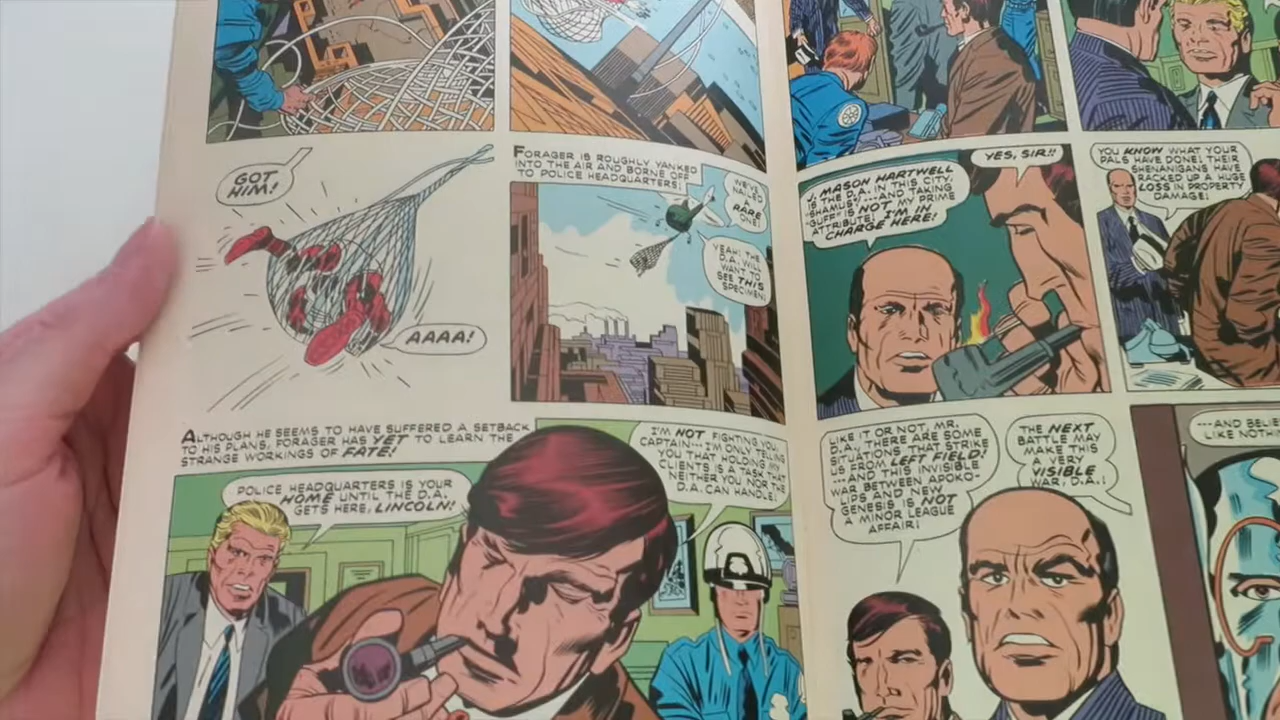 GOT
HIM!
AAAA!
FORAGER IS ROUGHLY YANKED
INTO THE AIR AND BORNE OFF
TO POLICE HEADQUARTERS!
WE'VE
NAILED
A
RARE
ONE!
YEAH! THE
D.A. WILL
WANT TO
SEE THIS
SPECIMEN!
ALTHOUGH HE SEEMS TO HAVE SUFFERED A SETBACK
TO HIS PLANS, FORAGER HAS YET TO LEARN THE
STRANGE WORKINGS OF FATE!
POLICE HEADQUARTERS IS YOUR
HOME UNTIL THE D.A.
GETS HERE, LINCOLN!
I'M NOT FIGHTING YOU,
CAPTAIN--- I'M ONLY TELLING
YOU THAT HOLDING MY
CLIENTS IS A TASK THAT
NEITHER YOU NOR THE
D.A. CAN HANDLE!
J. MASON HARTWELL
IS THE D.A. IN THIS CITY,
"SHAMUS"! ---AND TAKING
"GUFF" IS NOT MY PRIME
ATTRIBUTE! I'M IN
CHARGE HERE!
YES, SIR!!
YOU KNOW WHAT YOUR
PALS HAVE DONE! THEIR
SHENANIGANS HAVE
RACKED UP A HUGE
LOSS IN PROPERTY
DAMAGE!
LIKE IT OR NOT, MR.
D.A., THERE ARE SOME
SITUATIONS THAT STRIKE
US FROM LEFT FIELD!
---AND THIS INVISIBLE
WAR BETWEEN APOKO-
LIPS AND NEW
GENESIS IS NOT
A MINOR LEAGUE
AFFAIR!
THE NEXT
BATTLE MAY
MAKE THIS
A VERY
VISIBLE
WAR, D.A.!
---AND BELIE
LIKE NOTHI